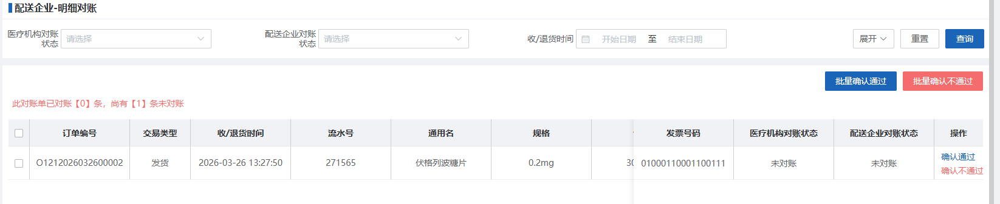 配送企业-明细对账
医疗机构对账状态 请选择 配送企业对账状态 请选择 收/退货时间 开始日期 至 结束日期 展开 重置 查询
批量确认通过 批量确认不通过
此对账单已对账【0】条，尚有【1】条未对账
订单编号 交易类型 收/退货时间 流水号 通用名 规格 发票号码 医疗机构对账状态 配送企业对账状态 操作
O1212026032600002 发货 2026-03-26 13:27:50 271565 伏格列波糖片 0.2mg 30 01000110001100111 未对账 未对账 确认通过
确认不通过